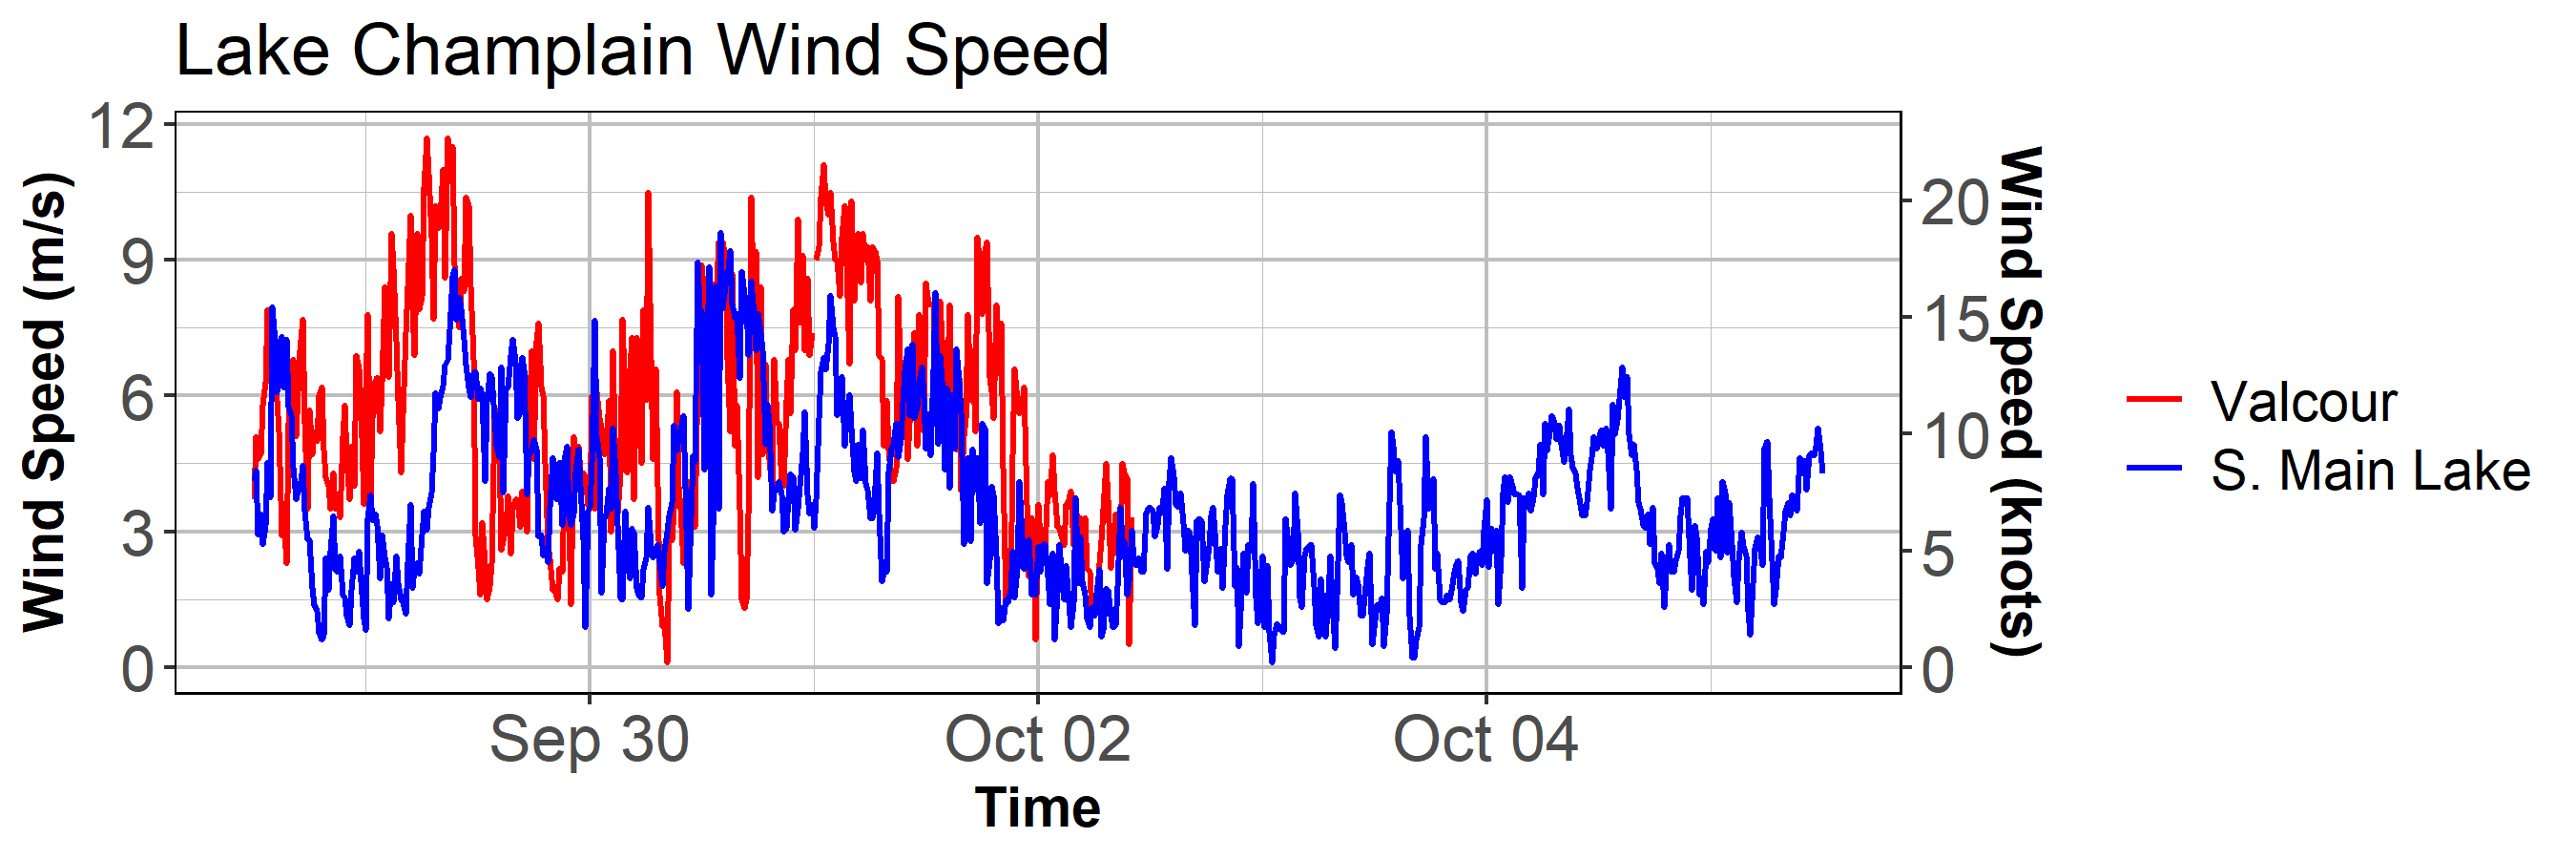 Lake Champlain Wind Speed
12
9
6
3
0
Wind Speed (m/s)
20
15
10
5
0
Wind Speed (knots)
Sep 30
Oct 02
Oct 04
Time
Valcour
S. Main Lake